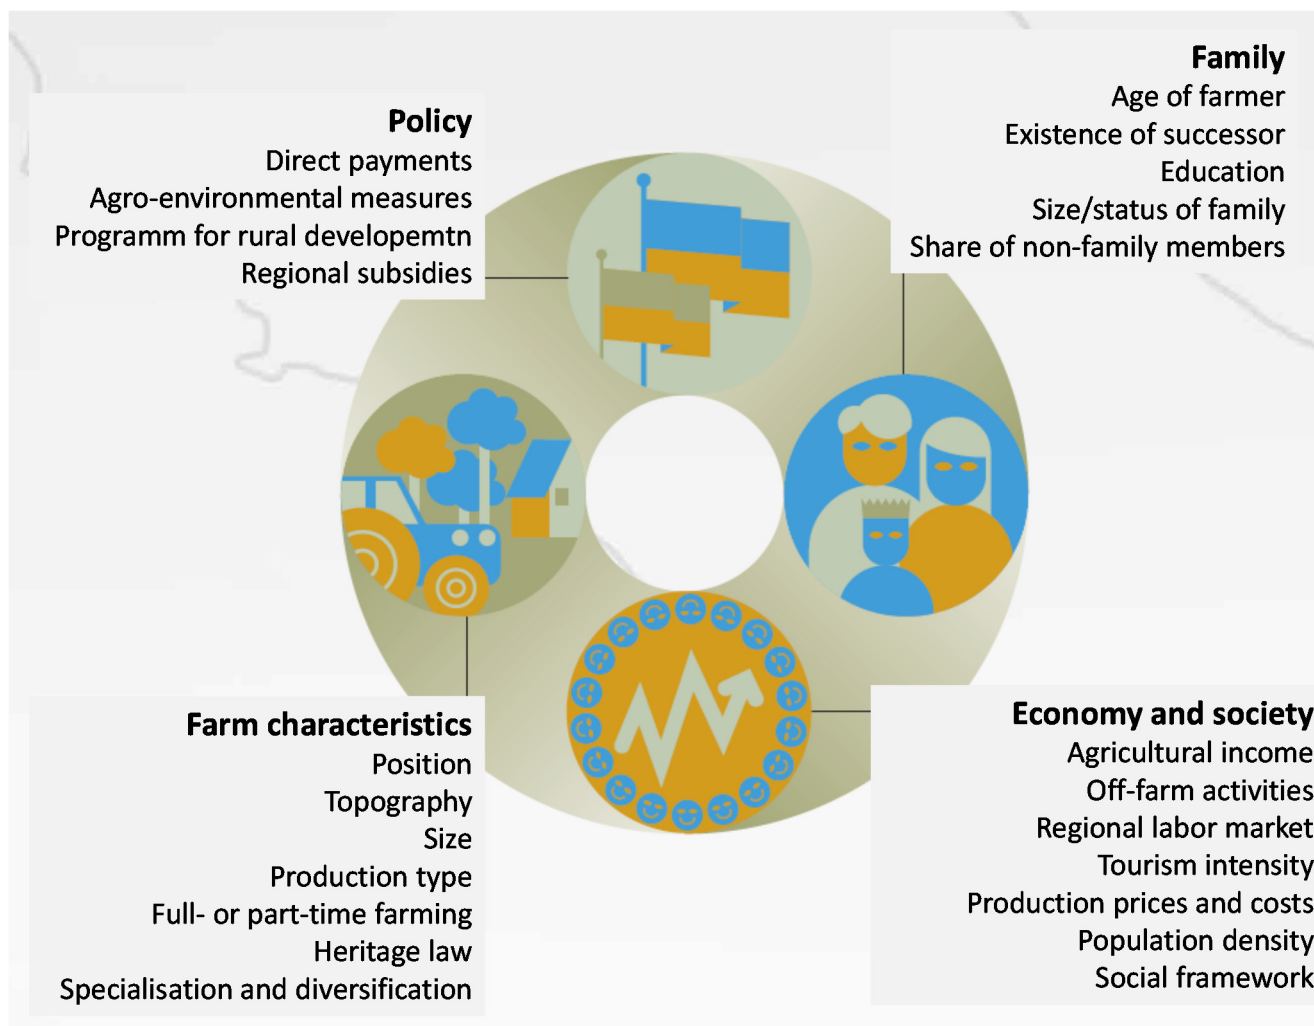 Policy
Direct payments
Agro-environmental measures
Programm for rural developemtn
Regional subsidies
Family
Age of farmer
Existence of successor
Education
Size/status of family
Share of non-family members
Farm characteristics
Position
Topography
Size
Production type
Full- or part-time farming
Heritage law
Specialisation and diversification
Economy and society
Agricultural income
Off-farm activities
Regional labor market
Tourism intensity
Production prices and costs
Population density
Social framework